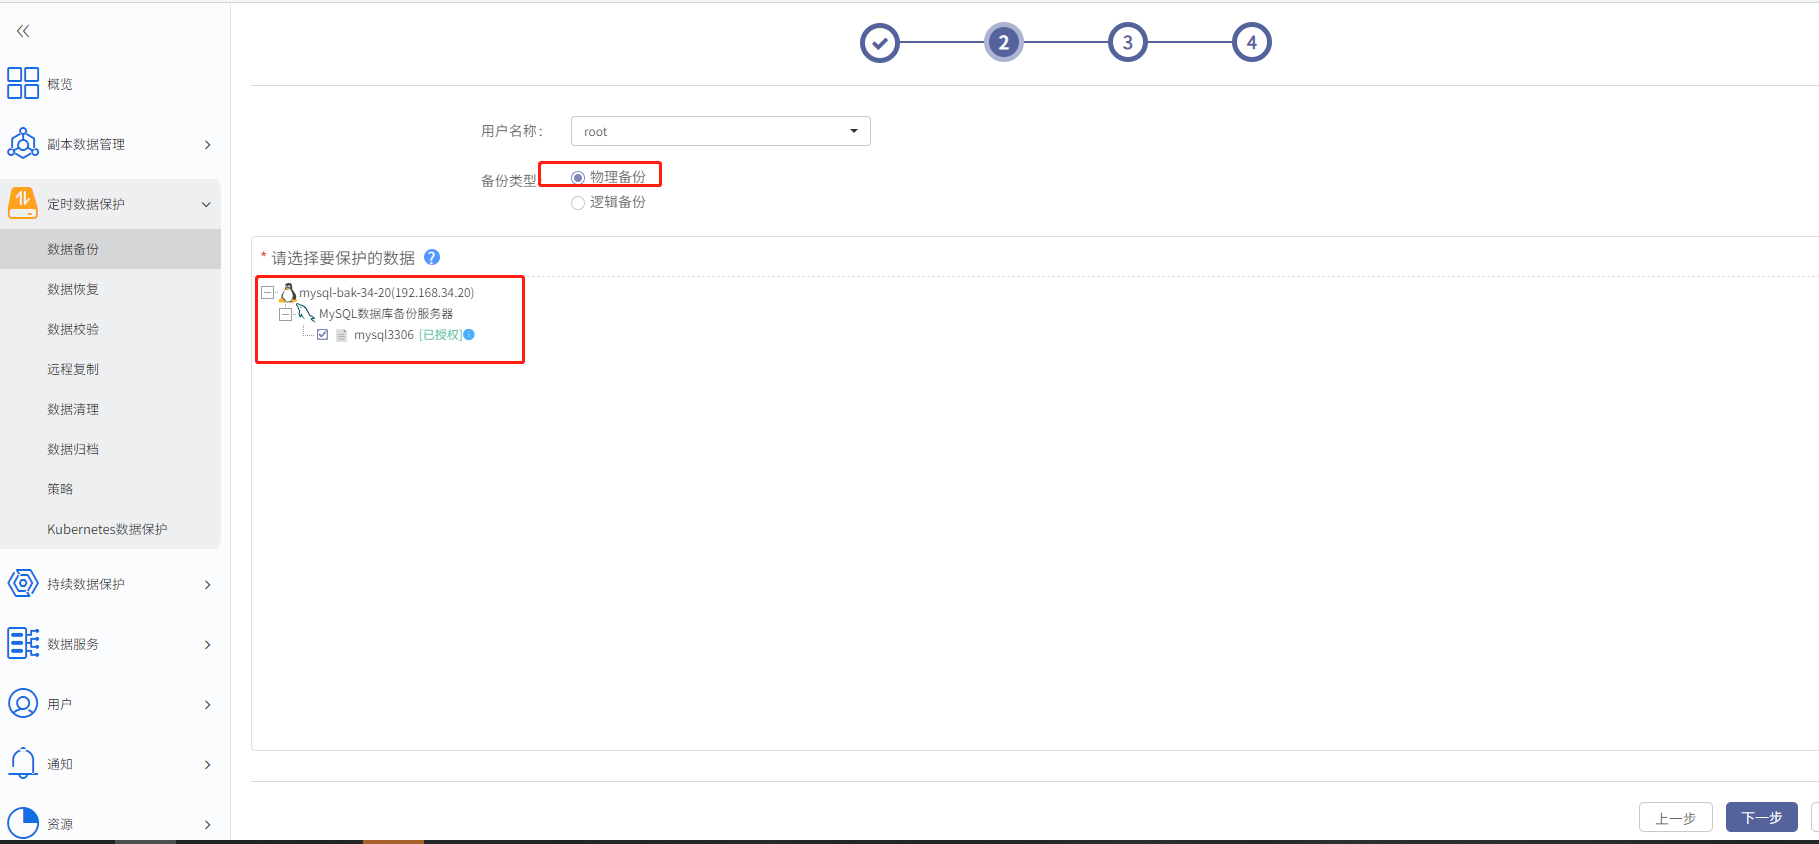 概览
副本数据管理
定时数据保护
数据备份
数据恢复
数据校验
远程复制
数据清理
数据归档
策略
Kubernetes数据保护
持续数据保护
数据服务
用户
通知
资源
2
3
4
用户名称：
root
备份类型：
物理备份
逻辑备份
* 请选择要保护的数据 ?
mysql-bak-34-20(192.168.34.20)
MySQL数据库备份服务器
mysql3306 [已授权]
上一步
下一步